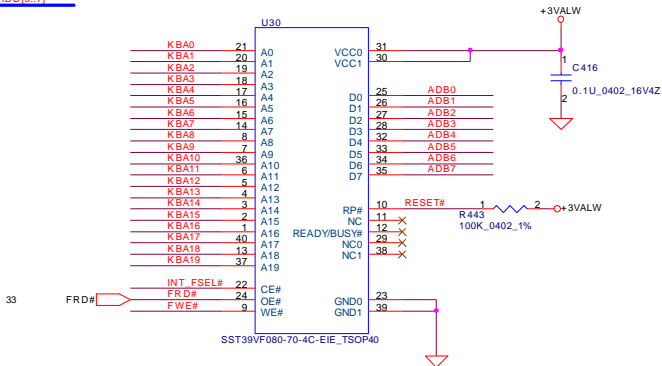 U30
+3VALW
KBA0 21 A0 VCC0 31
KBA1 20 A1 VCC1 30
KBA2 19 A2
KBA3 18 A3
KBA4 17 A4 D0 25 ADB0
KBA5 16 A5 D1 26 ADB1
KBA6 15 A6 D2 27 ADB2
KBA7 14 A7 D3 28 ADB3
KBA8 8 A8 D4 32 ADB4
KBA9 7 A9 D5 33 ADB5
KBA10 36 A10 D6 34 ADB6
KBA11 6 A11 D7 35 ADB7
KBA12 5 A12
KBA13 4 A13
KBA14 3 A14 RP# 10 RESET# 1 2 +3VALW
KBA15 2 A15 NC 11 R443
KBA16 1 A16 READY/BUSY# 12 100K_0402_1%
KBA17 40 A17 NC0 29
KBA18 13 A18 NC1 38
KBA19 37 A19
1
C416
0.1U_0402_16V4Z
2
INT_FSEL# 22 CE#
33 FRD# FRD# 24 OE# GND0 23
FWE# 9 WE# GND1 39
SST39VF080-70-4C-EIE_TSOP40